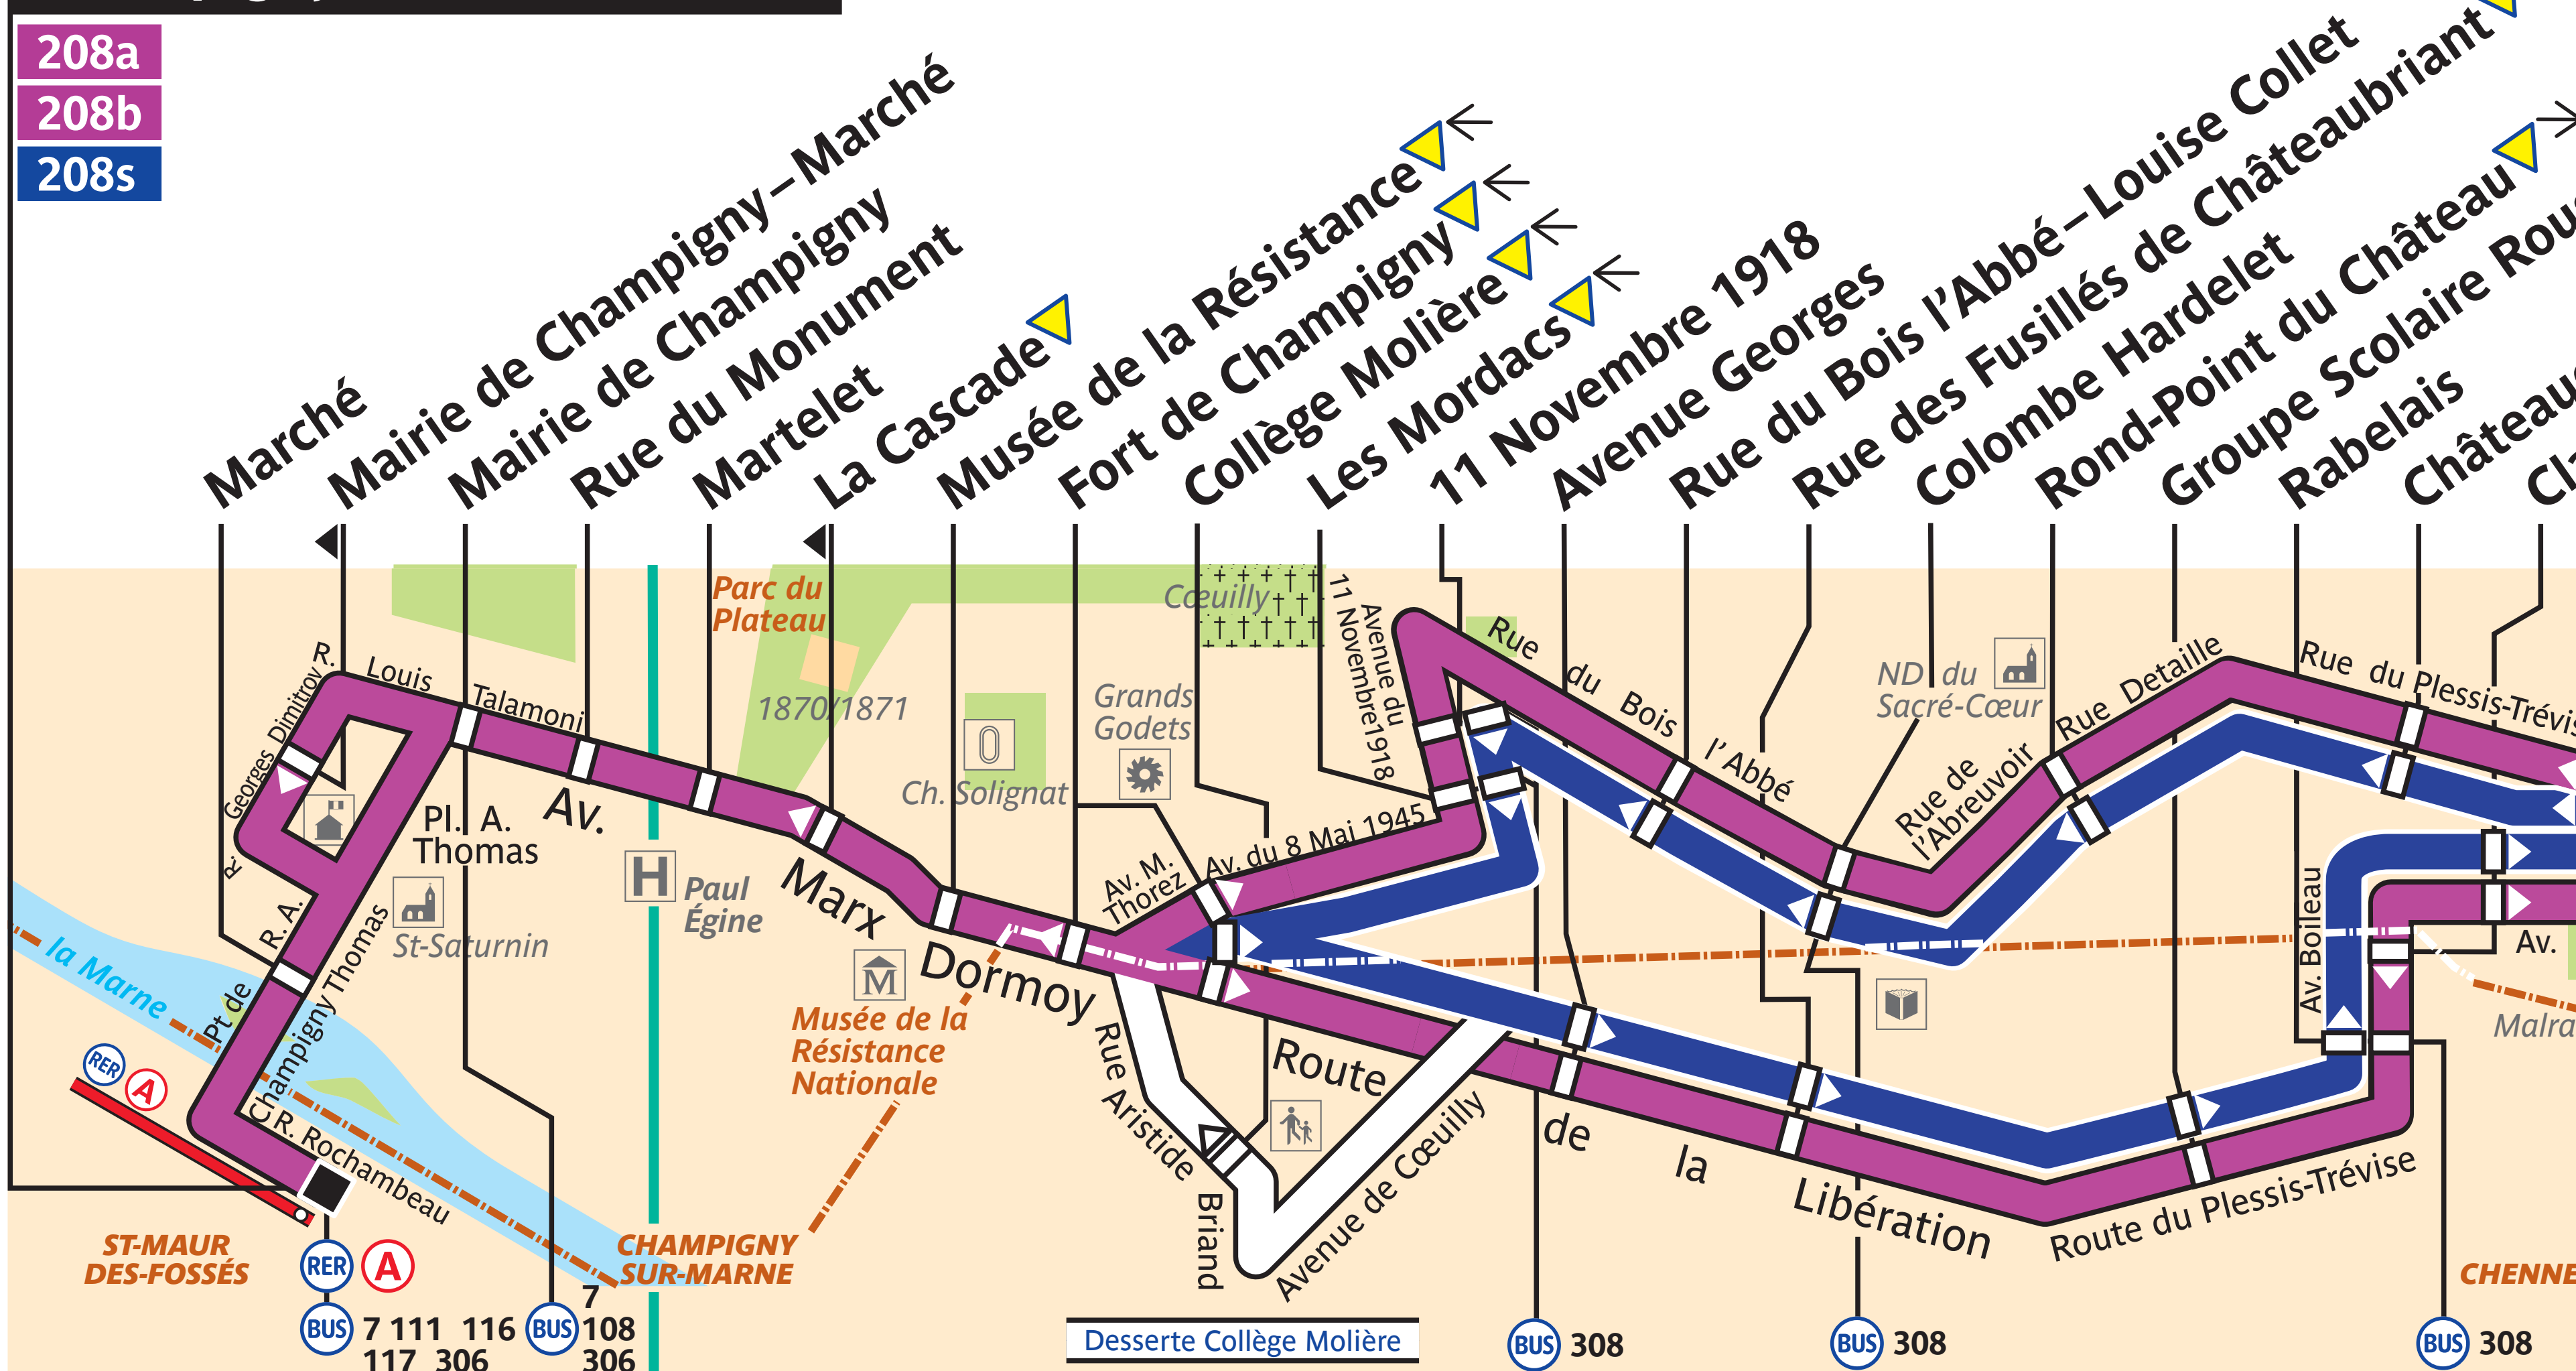 208a
208b
208s
Marché
Mairie de Champigny–Marché
Mairie de Champigny
Rue du Monument
Martelet
La Cascade
Musée de la Résistance
Fort de Champigny
Collège Molière
Les Mordacs
11 Novembre 1918
Avenue Georges
Rue du Bois l'Abbé–Louise Collet
Rue des Fusillés de Châteaubriant
Colombe Hardelet
Rond-Point du Château
Groupe Scolaire
Rabelais
Parc du
Plateau
1870/1871
Cœuilly
Grands
Godets
Ch. Solignat
Avenue du
11 Novembre1918
Rue du Bois l'Abbé
ND du
Sacré-Cœur
Rue de
l'Abreuvoir
Rue Detaille
Rue du Plessis-Trévis
R. Louis Talamoni
R. Georges Dimitrov
Pl. A.
Thomas
Av. Marx Dormoy
H
Paul
Égine
St-Saturnin
R. A. Thomas
Pt de Champigny
la Marne
RER A
R. Rochambeau
M
Musée de la
Résistance
Nationale
Av. M.
Thorez
Av. du 8 Mai 1945
Rue Aristide Briand
Avenue de Cœuilly
Route de la Libération
Route du Plessis-Trévise
Av. Boileau
Av.
Malra
ST-MAUR
DES-FOSSÉS
CHAMPIGNY
SUR-MARNE
CHENNE
RER A
BUS 7 111 116
117 306
BUS 7
108
306
Desserte Collège Molière
BUS 308
BUS 308
BUS 308